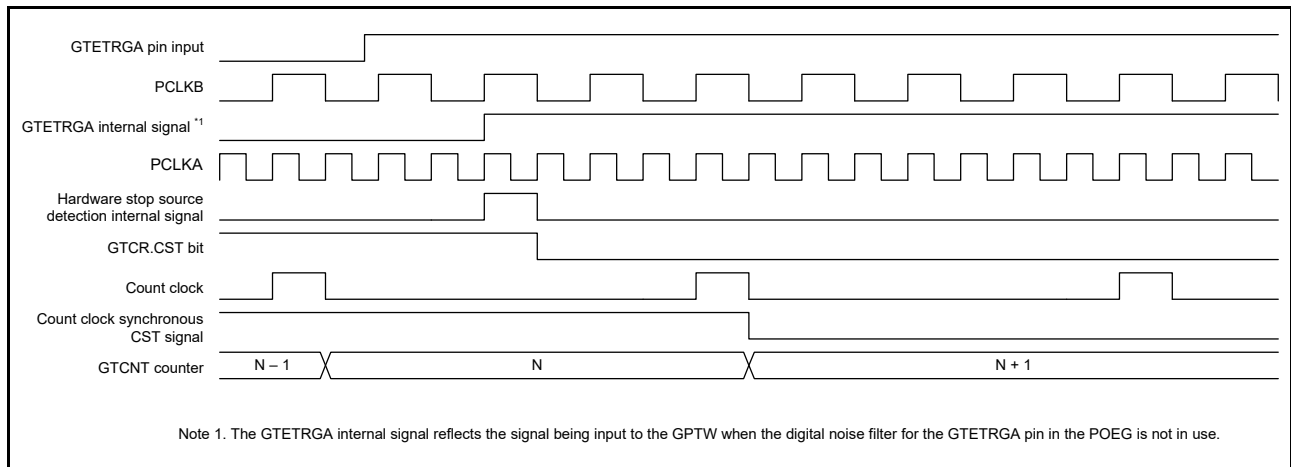 GTETRGA pin input
PCLKB
GTETRGA internal signal *1
PCLKA
Hardware stop source
detection internal signal
GTCR.CST bit
Count clock
Count clock synchronous
CST signal
GTCNT counter
N – 1
N
N + 1
Note 1. The GTETRGA internal signal reflects the signal being input to the GPTW when the digital noise filter for the GTETRGA pin in the POEG is not in use.